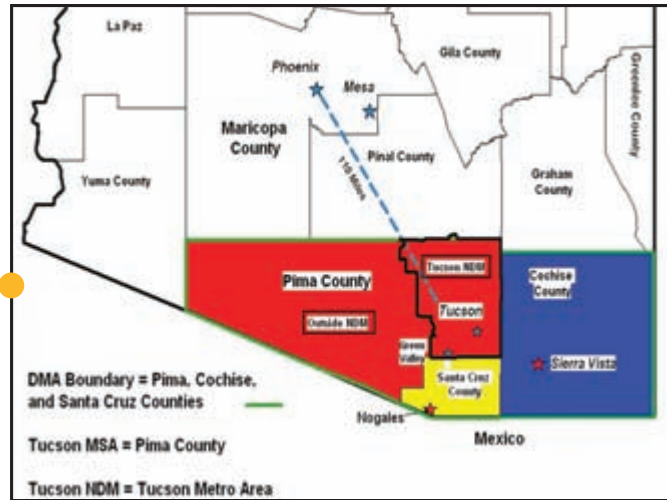 La Paz
Phoenix
Mesa
Gila County
Greenlee County
Maricopa
County
Pinal County
Yuma County
Graham
County
110 Miles
Pima County
Tucson NDM
Cochise
County
Outside NDM
Tucson
Green
Valley
Santa Cruz
County
Sierra Vista
DMA Boundary = Pima, Cochise,
and Santa Cruz Counties
Nogales
Mexico
Tucson MSA = Pima County
Tucson NDM = Tucson Metro Area